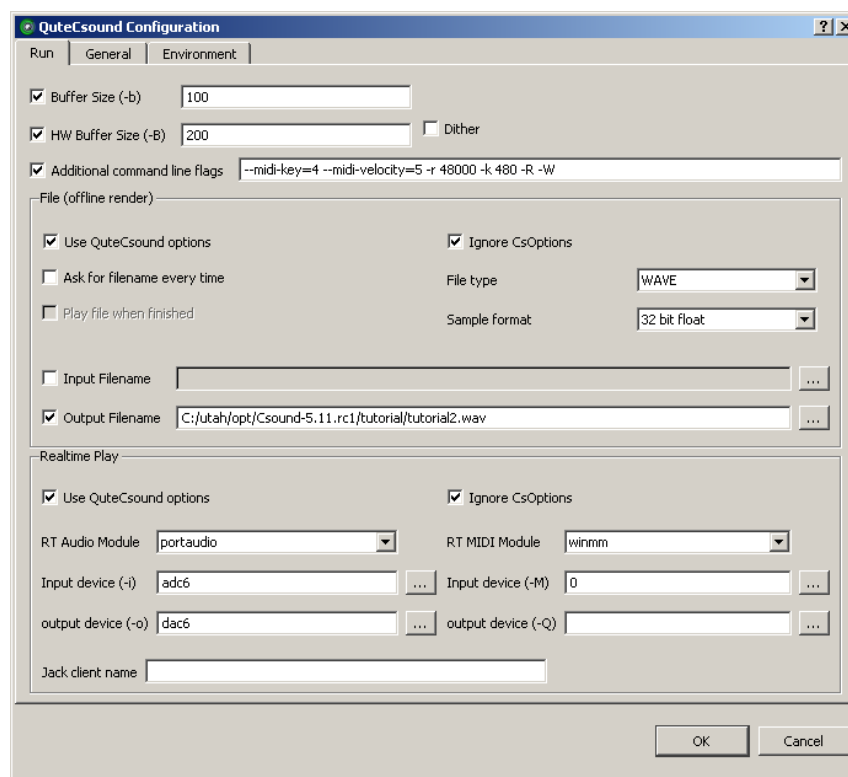 QuteCsound Configuration
Run General Environment
Buffer Size (-b) 100
HW Buffer Size (-B) 200 Dither
Additional command line flags --midi-key=4 --midi-velocity=5 -r 48000 -k 480 -R -W
File (offline render)
Use QuteCsound options Ignore CsOptions
Ask for filename every time File type WAVE
Play file when finished Sample format 32 bit float
Input Filename ...
Output Filename C:/utah/opt/Csound-5.11.rc1/tutorial/tutorial2.wav ...
Realtime Play
Use QuteCsound options Ignore CsOptions
RT Audio Module portaudio RT MIDI Module winmm
Input device (-i) adc6 ... Input device (-M) 0 ...
output device (-o) dac6 ... output device (-Q) ...
Jack client name
OK Cancel